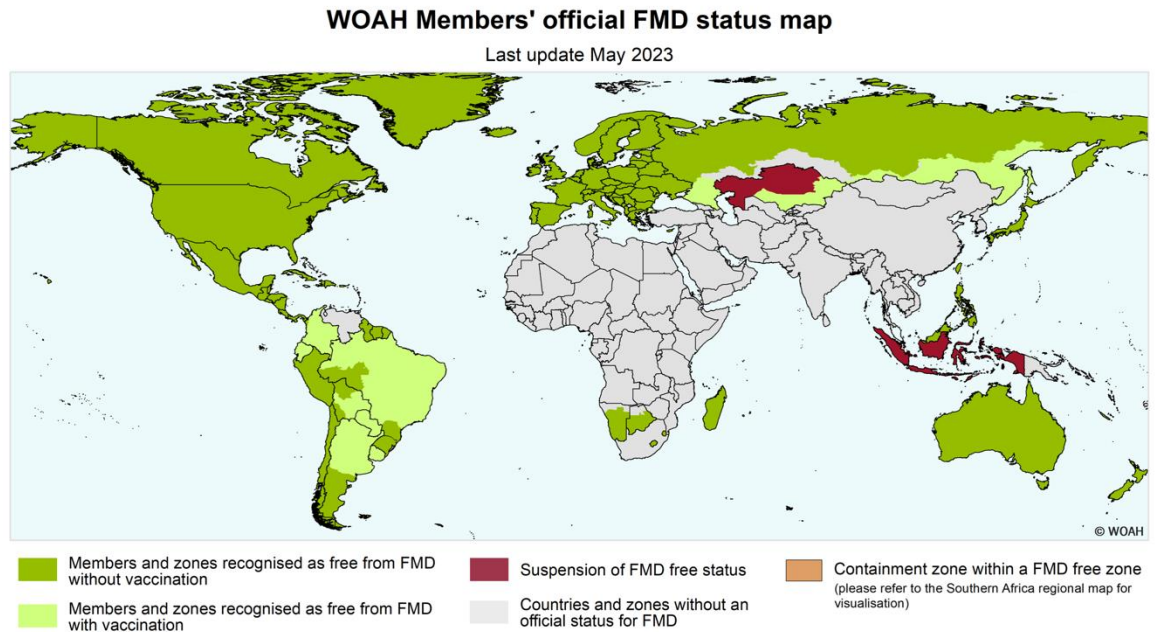 WOAH Members' official FMD status map
Last update May 2023
© WOAH
Members and zones recognised as free from FMD
without vaccination
Members and zones recognised as free from FMD
with vaccination
Suspension of FMD free status
Countries and zones without an
official status for FMD
Containment zone within a FMD free zone
(please refer to the Southern Africa regional map for
visualisation)